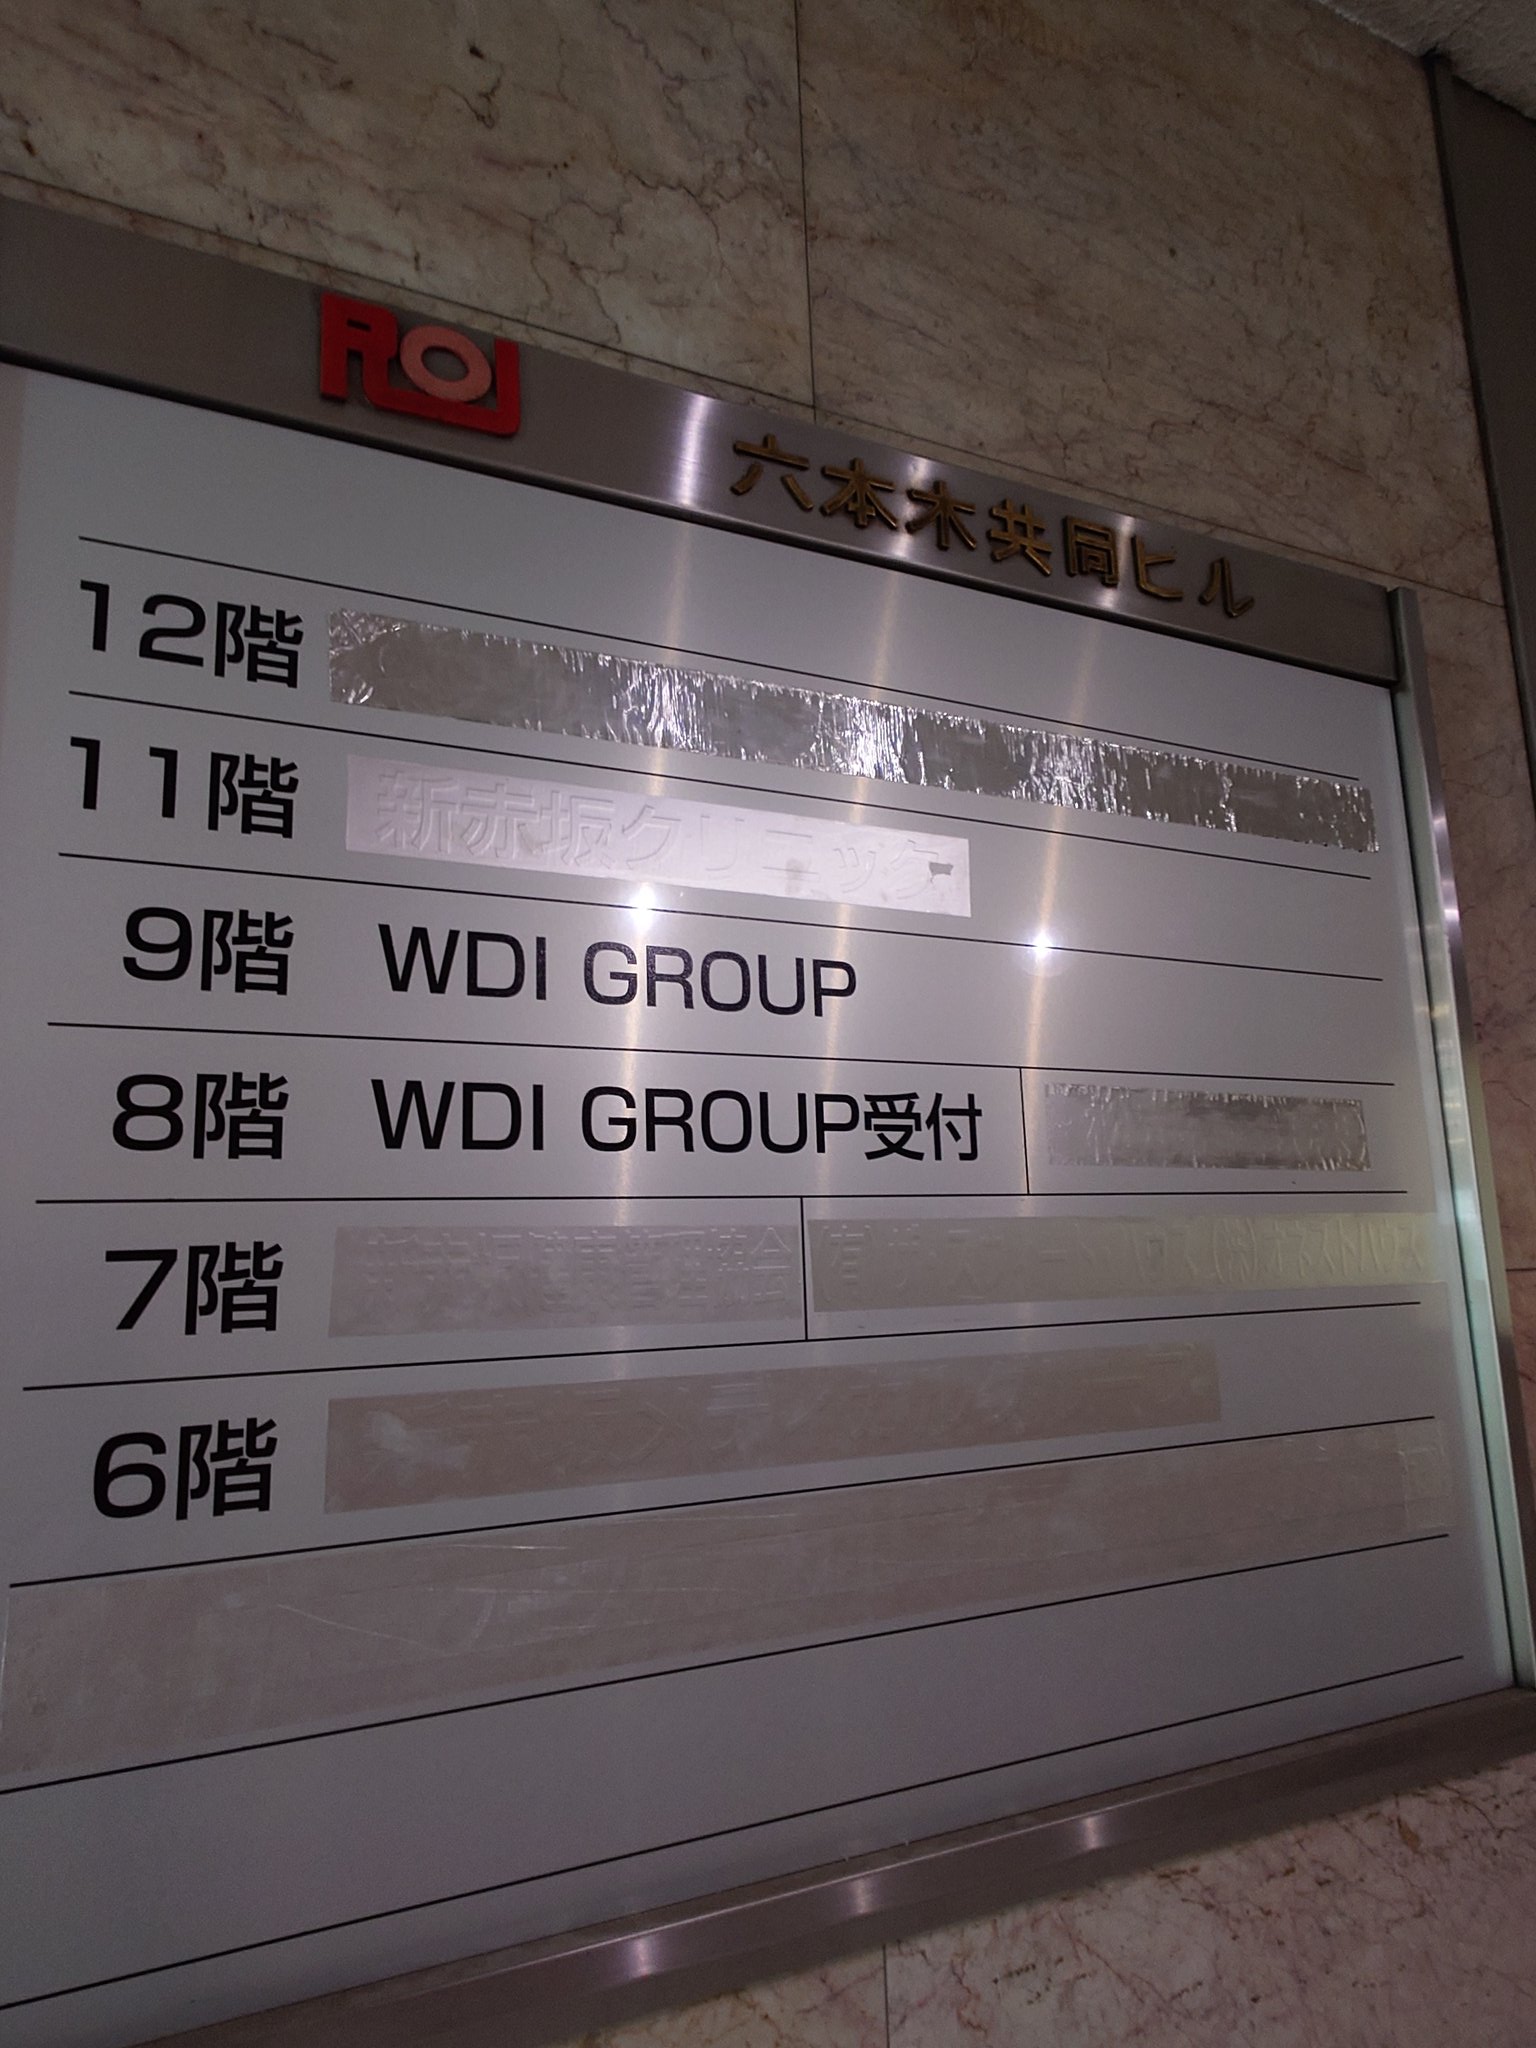 ROI
六本木共同ビル
12階
11階 新赤坂クリニック
9階 WDI GROUP
8階 WDI GROUP受付
7階
6階